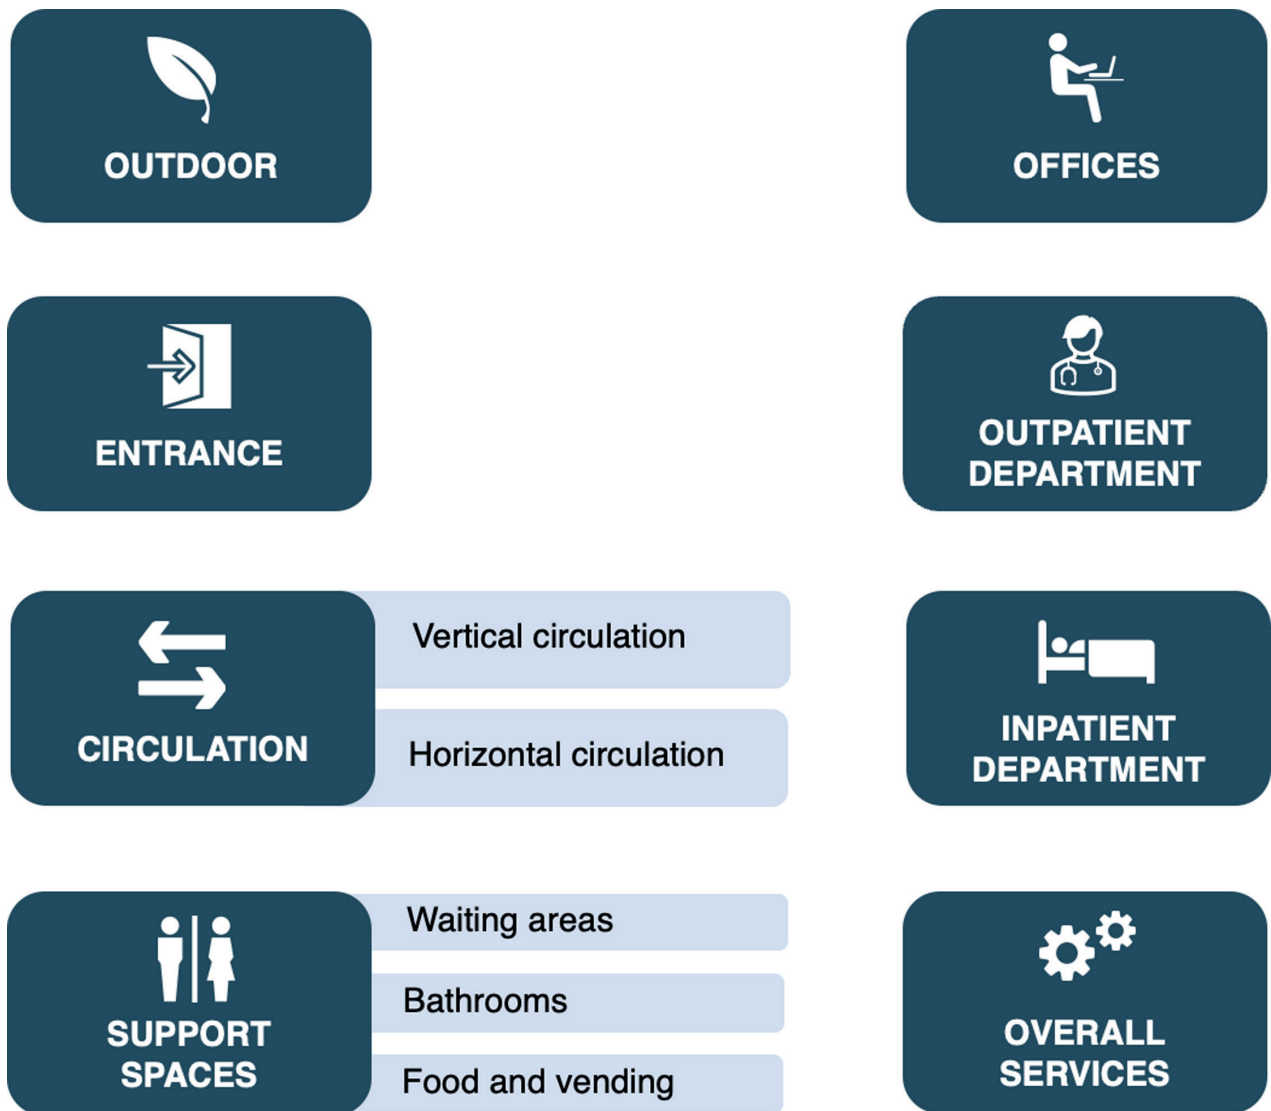 OUTDOOR
OFFICES
ENTRANCE
OUTPATIENT
DEPARTMENT
CIRCULATION
Vertical circulation
Horizontal circulation
INPATIENT
DEPARTMENT
SUPPORT
SPACES
Waiting areas
Bathrooms
Food and vending
OVERALL
SERVICES